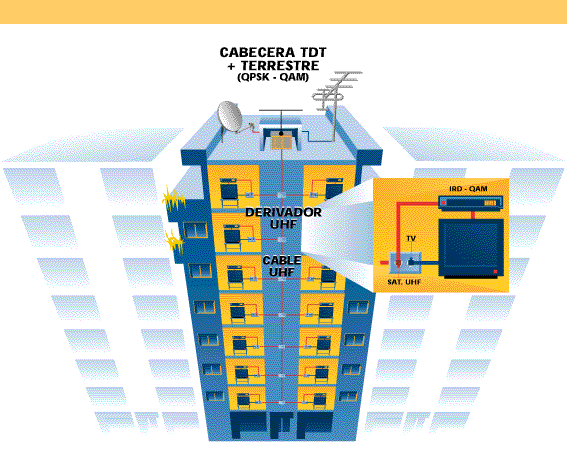 CABECERA TDT
+ TERRESTRE
(QPSK - QAM)
DERIVADOR
UHF
CABLE
UHF
IRD - QAM
TV
SAT. UHF